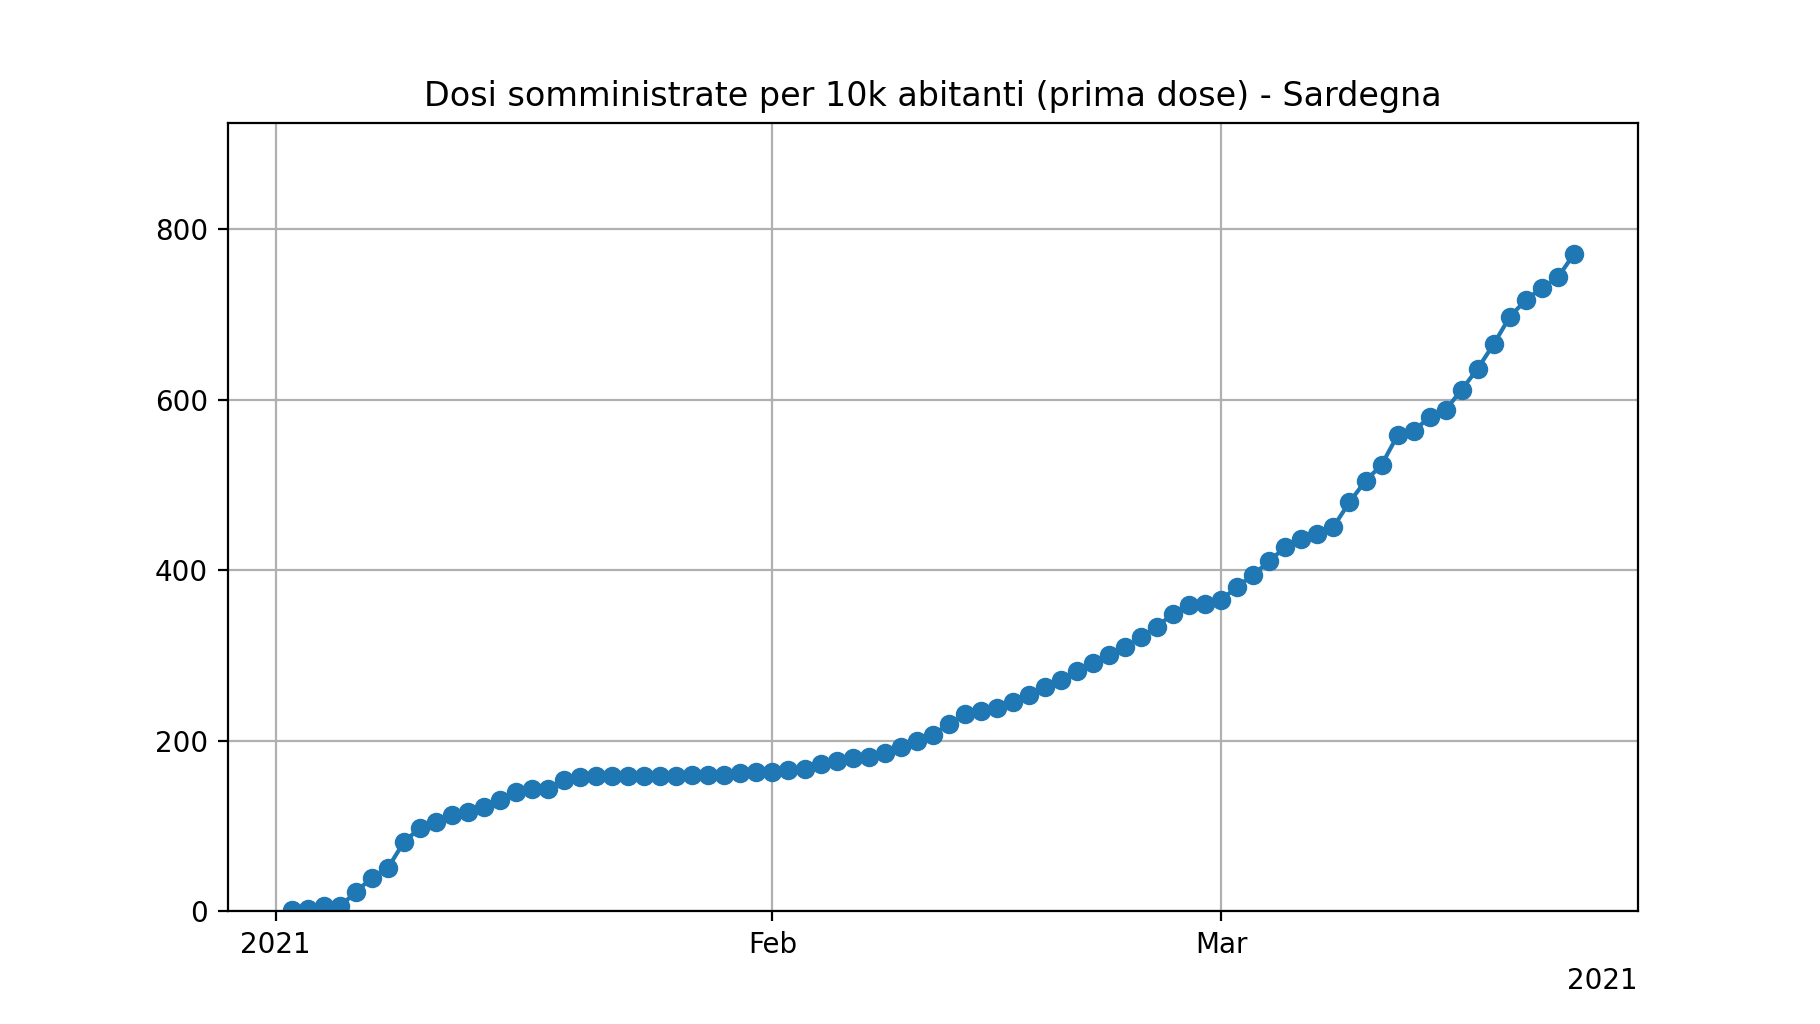 Dosi somministrate per 10k abitanti (prima dose) - Sardegna
800
600
400
200
0
2021
Feb
Mar
2021